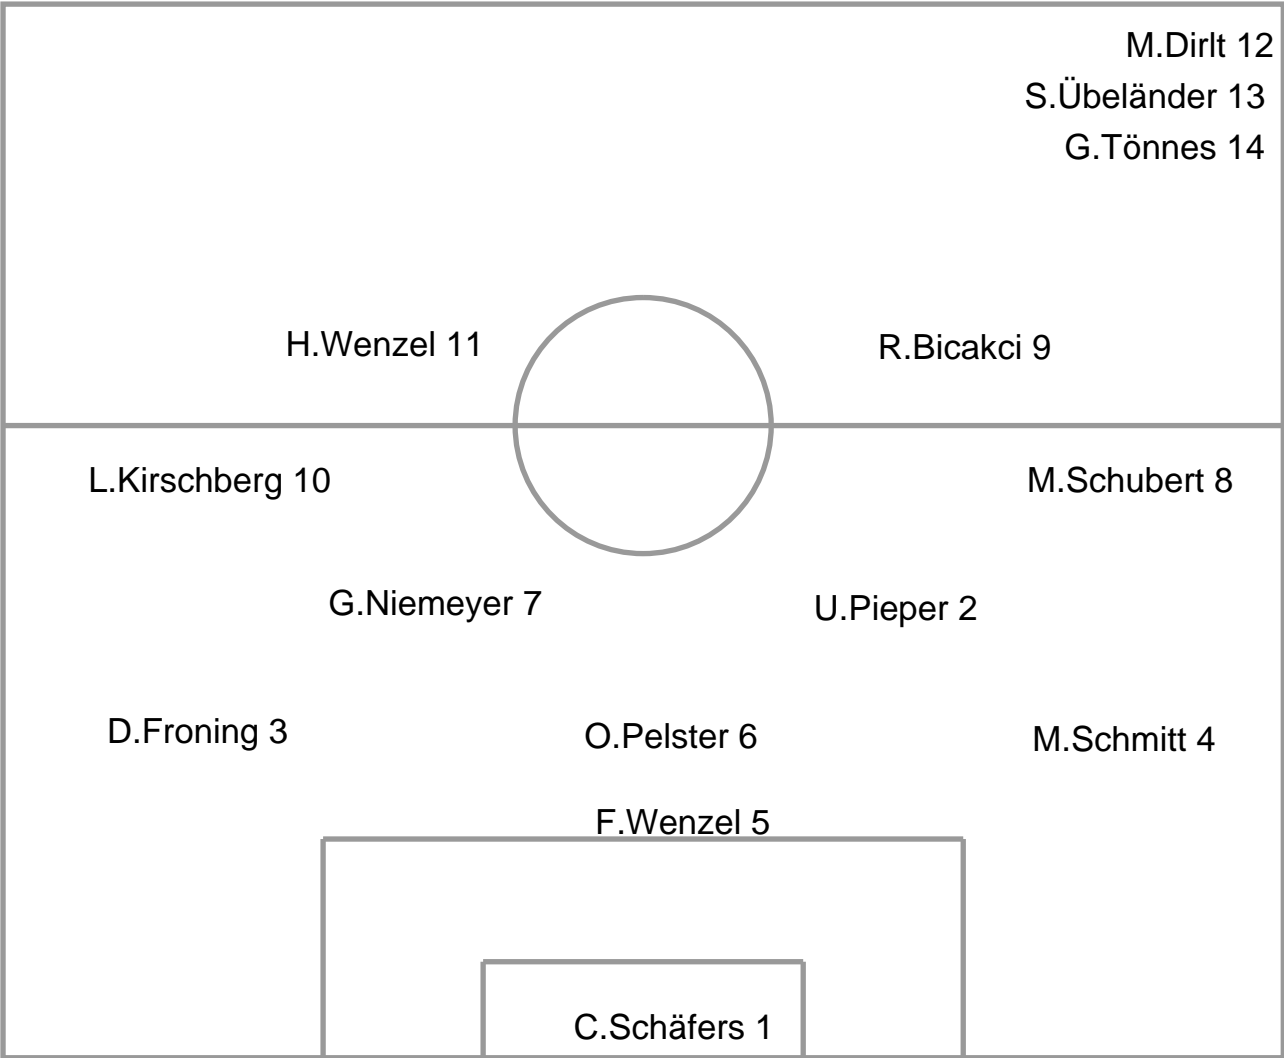 M.Dirlt 12
S.Übeländer 13
G.Tönnes 14
H.Wenzel 11
R.Bicakci 9
L.Kirschberg 10
M.Schubert 8
G.Niemeyer 7
U.Pieper 2
D.Froning 3
O.Pelster 6
M.Schmitt 4
F.Wenzel 5
C.Schäfers 1